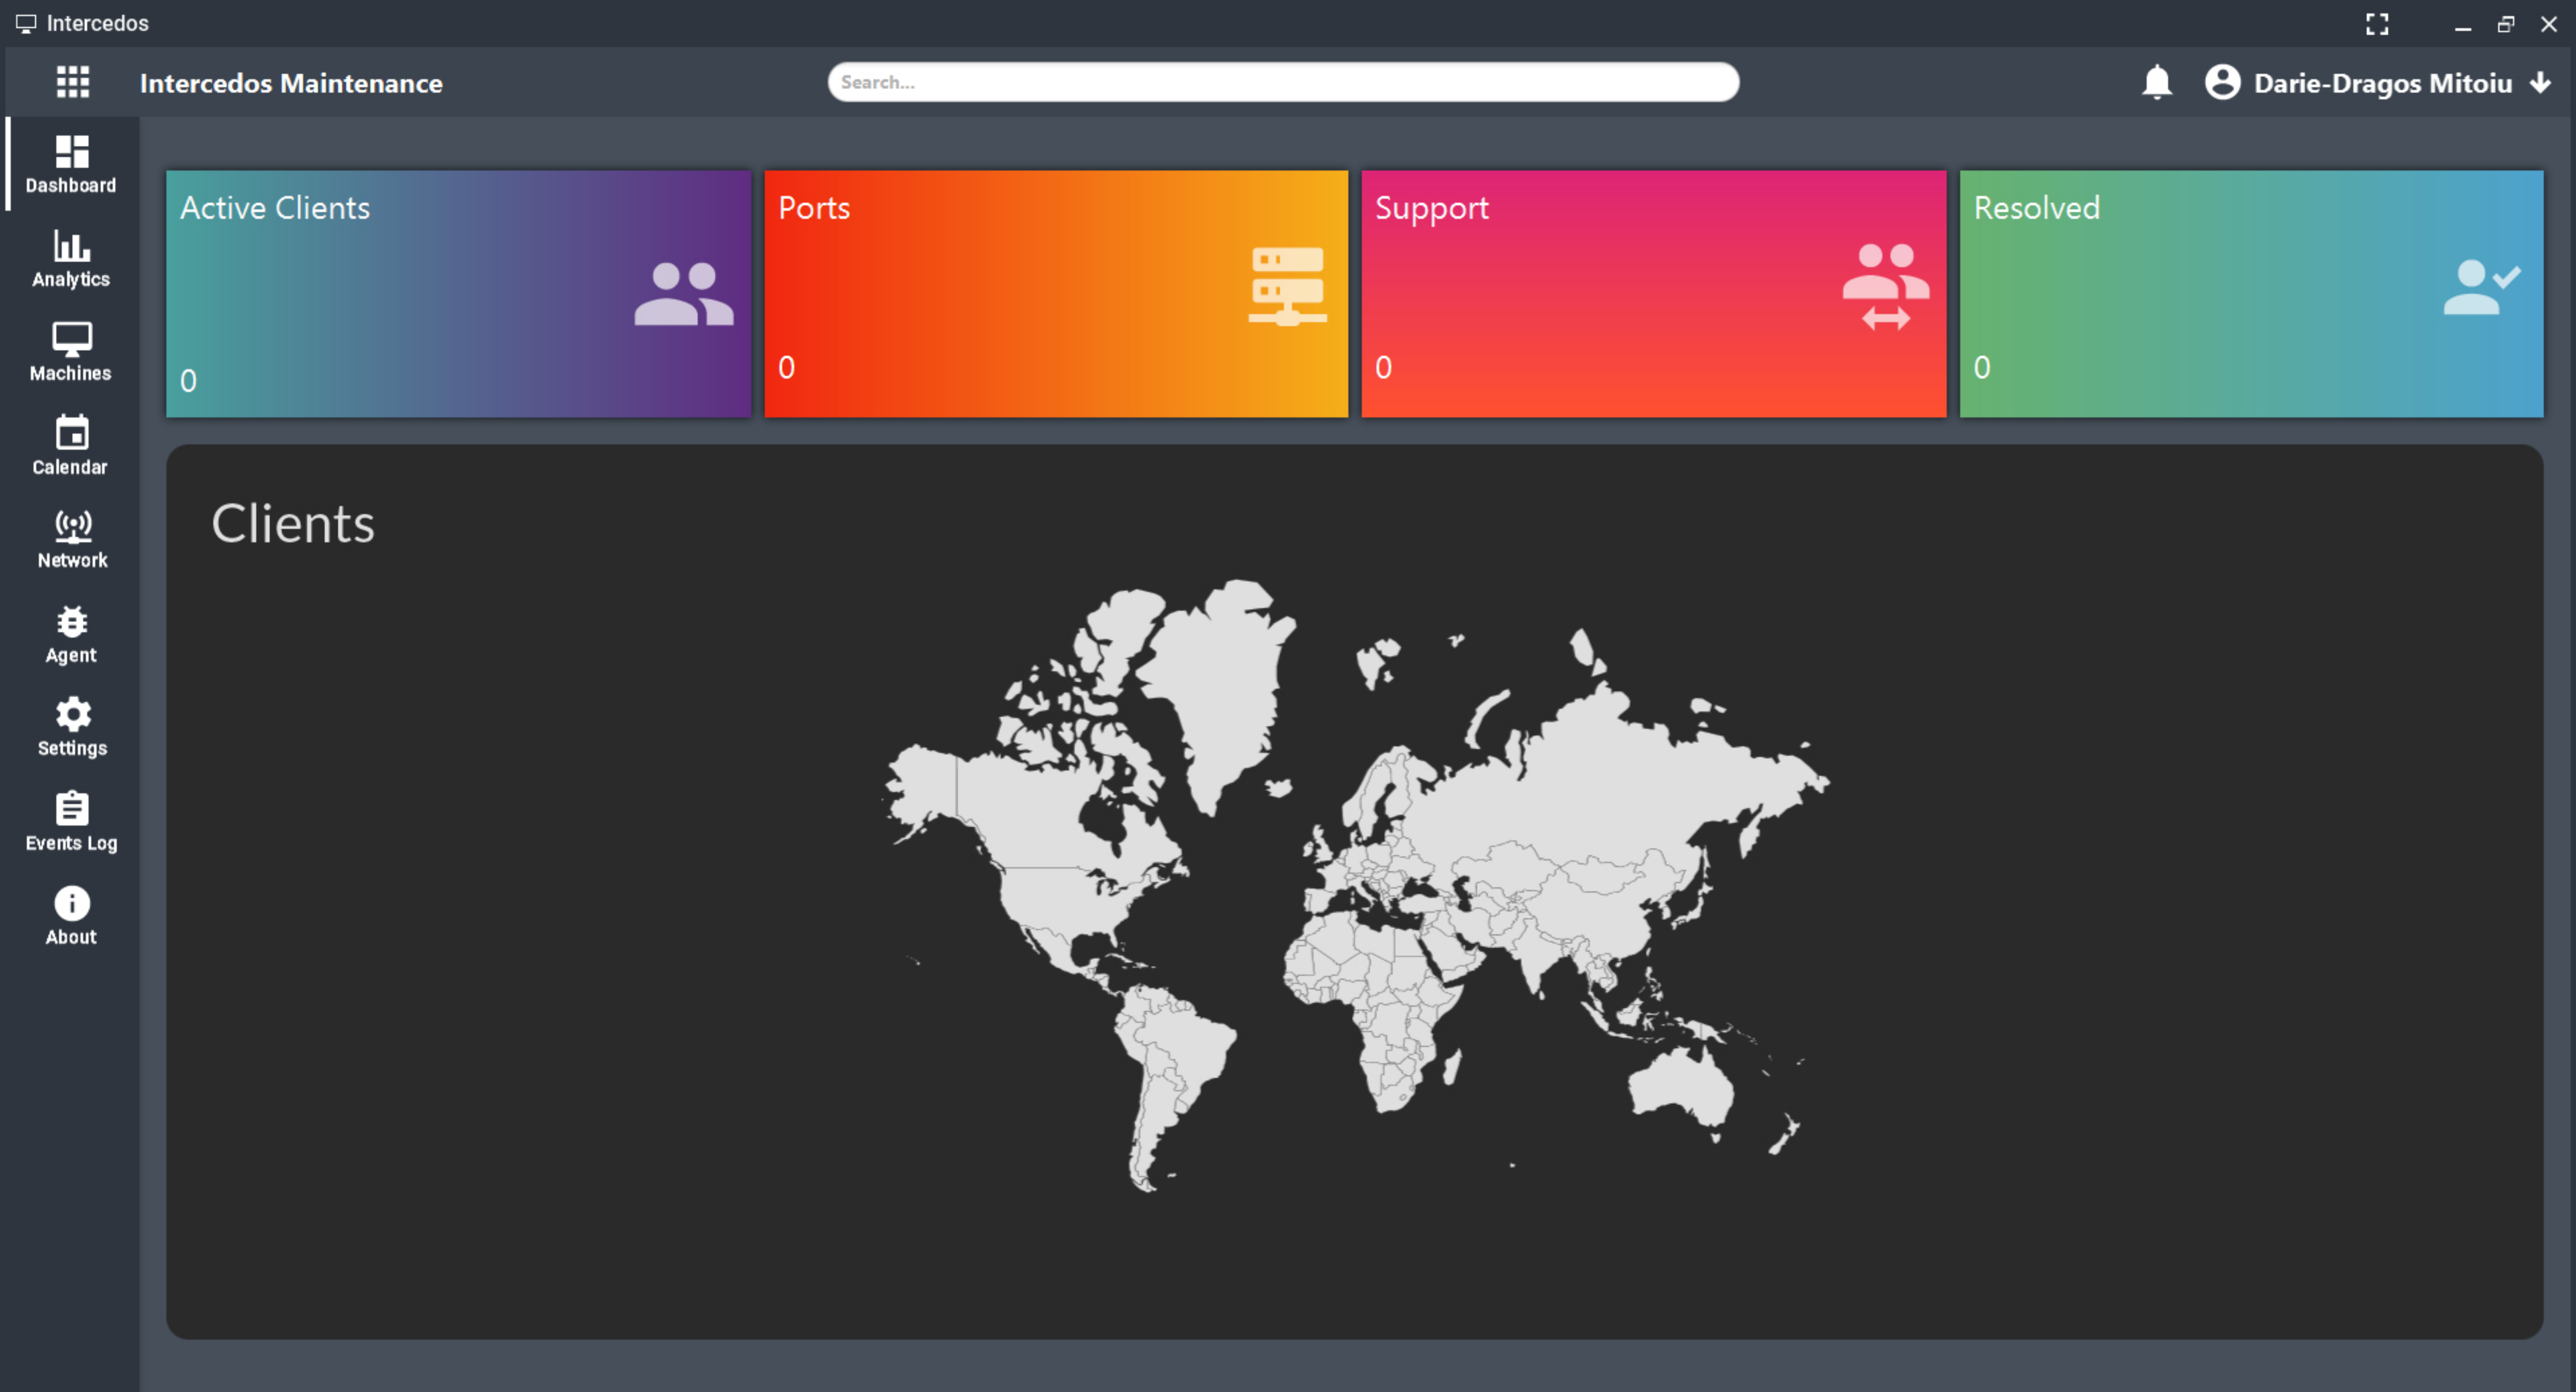 Intercedos
Intercedos Maintenance
Search...
Darie-Dragos Mitoiu
Dashboard
Analytics
Machines
Calendar
Network
Agent
Settings
Events Log
About
Active Clients
0
Ports
0
Support
0
Resolved
0
Clients